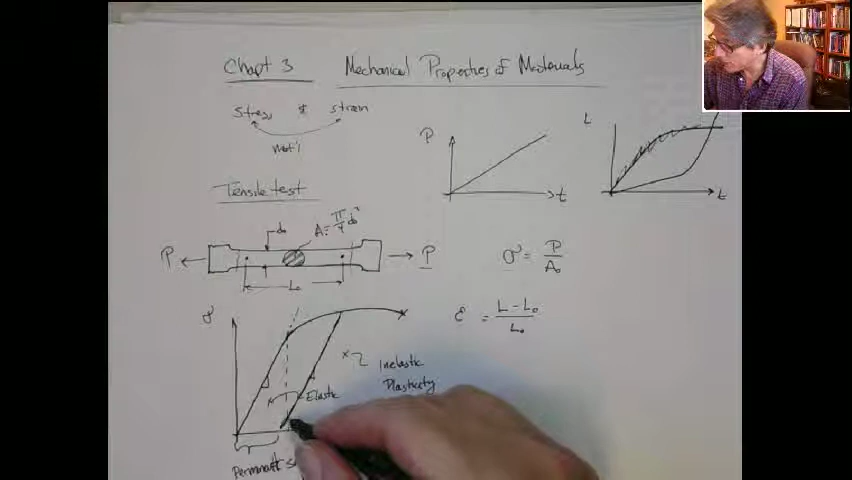 Chapt 3 Mechanical Properties of Materials
Stress & strain
mat'l
P
t
L
t
Tensile test
d₀
A = π/4 d₀²
P
P
L₀
σ = P/A₀
ε = (L - L₀)/L₀
σ
Inelastic
Plasticity
Elastic
Permanent s